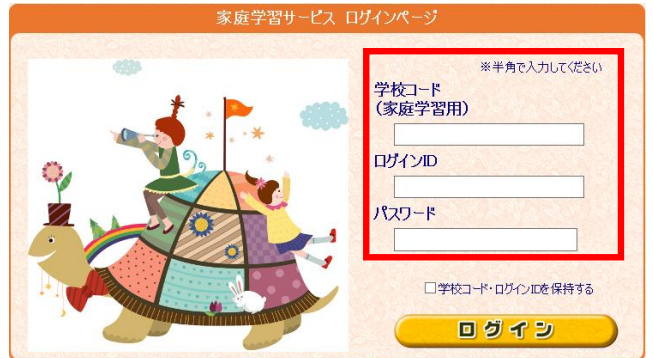 家庭学習サービス ログインページ
※半角で入力してください
学校コード
（家庭学習用）
ログインID
パスワード
学校コード・ログインIDを保持する
ログイン